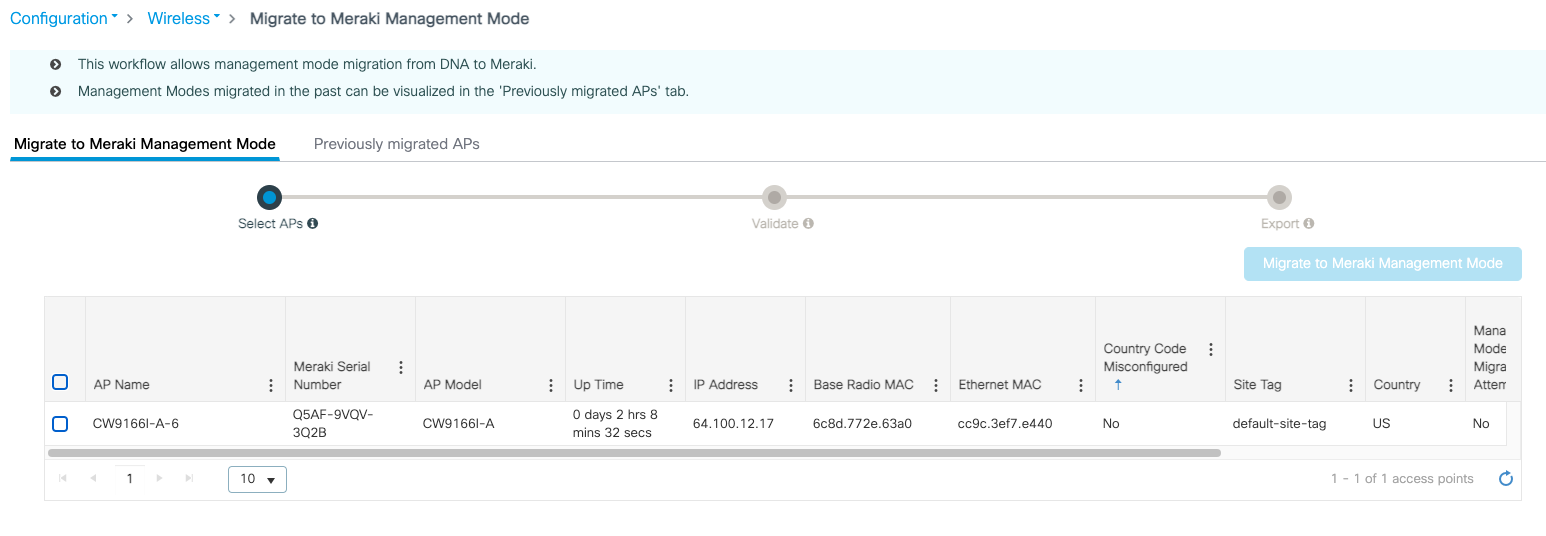 Configuration > Wireless > Migrate to Meraki Management Mode
This workflow allows management mode migration from DNA to Meraki.
Management Modes migrated in the past can be visualized in the 'Previously migrated APs' tab.
Migrate to Meraki Management Mode
Previously migrated APs
Select APs
Validate
Export
Migrate to Meraki Management Mode
AP Name
Meraki Serial
Number
AP Model
Up Time
IP Address
Base Radio MAC
Ethernet MAC
Country Code
Misconfigured
Site Tag
Country
Mana
Mode
Migra
Attem
CW9166I-A-6
Q5AF-9VQV-
3Q2B
CW9166I-A
0 days 2 hrs 8
mins 32 secs
64.100.12.17
6c8d.772e.63a0
cc9c.3ef7.e440
No
default-site-tag
US
No
1
10
1 - 1 of 1 access points